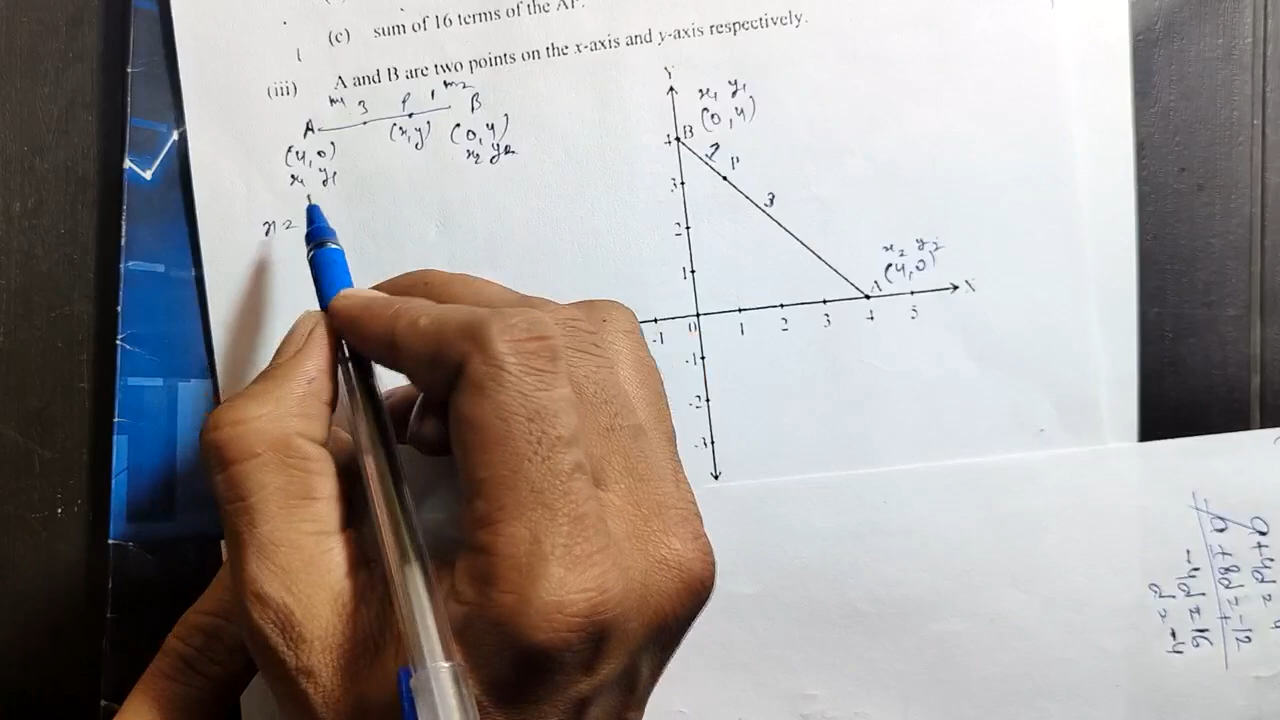 (c) sum of 16 terms of the AP.
(iii) A and B are two points on the x-axis and y-axis respectively.
m1 3 P 1 m2
A B
(x,y) (0,4)
(4,0) x2 y2
x1 y1
x =
Y
x1 y1
(0,4)
4 B
P
3 3
2
x2 y2
(4,0)
1
A X
-1 0 1 2 3 4 5
-1
-2
-3
a+4d = 4
a+8d = -12
-4d = 16
d = -4